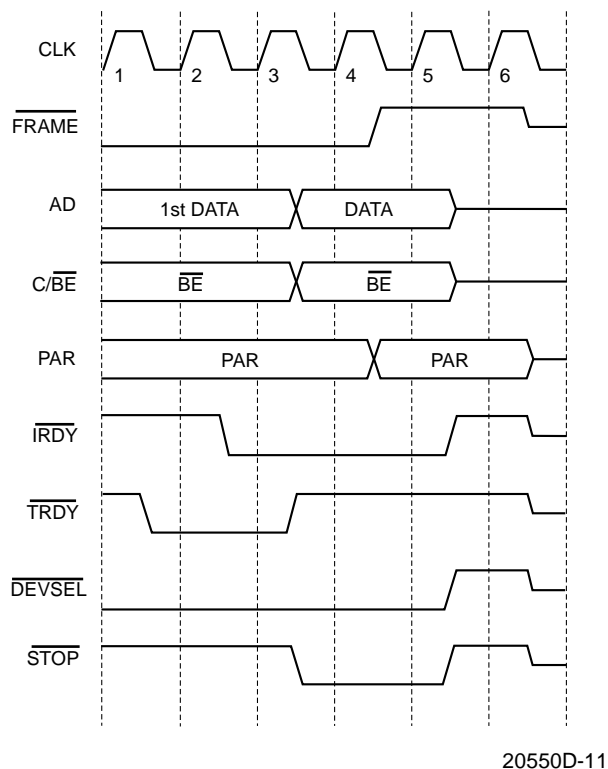 CLK
1 2 3 4 5 6
FRAME
AD 1st DATA DATA
C/BE BE BE
PAR PAR PAR
IRDY
TRDY
DEVSEL
STOP
20550D-11